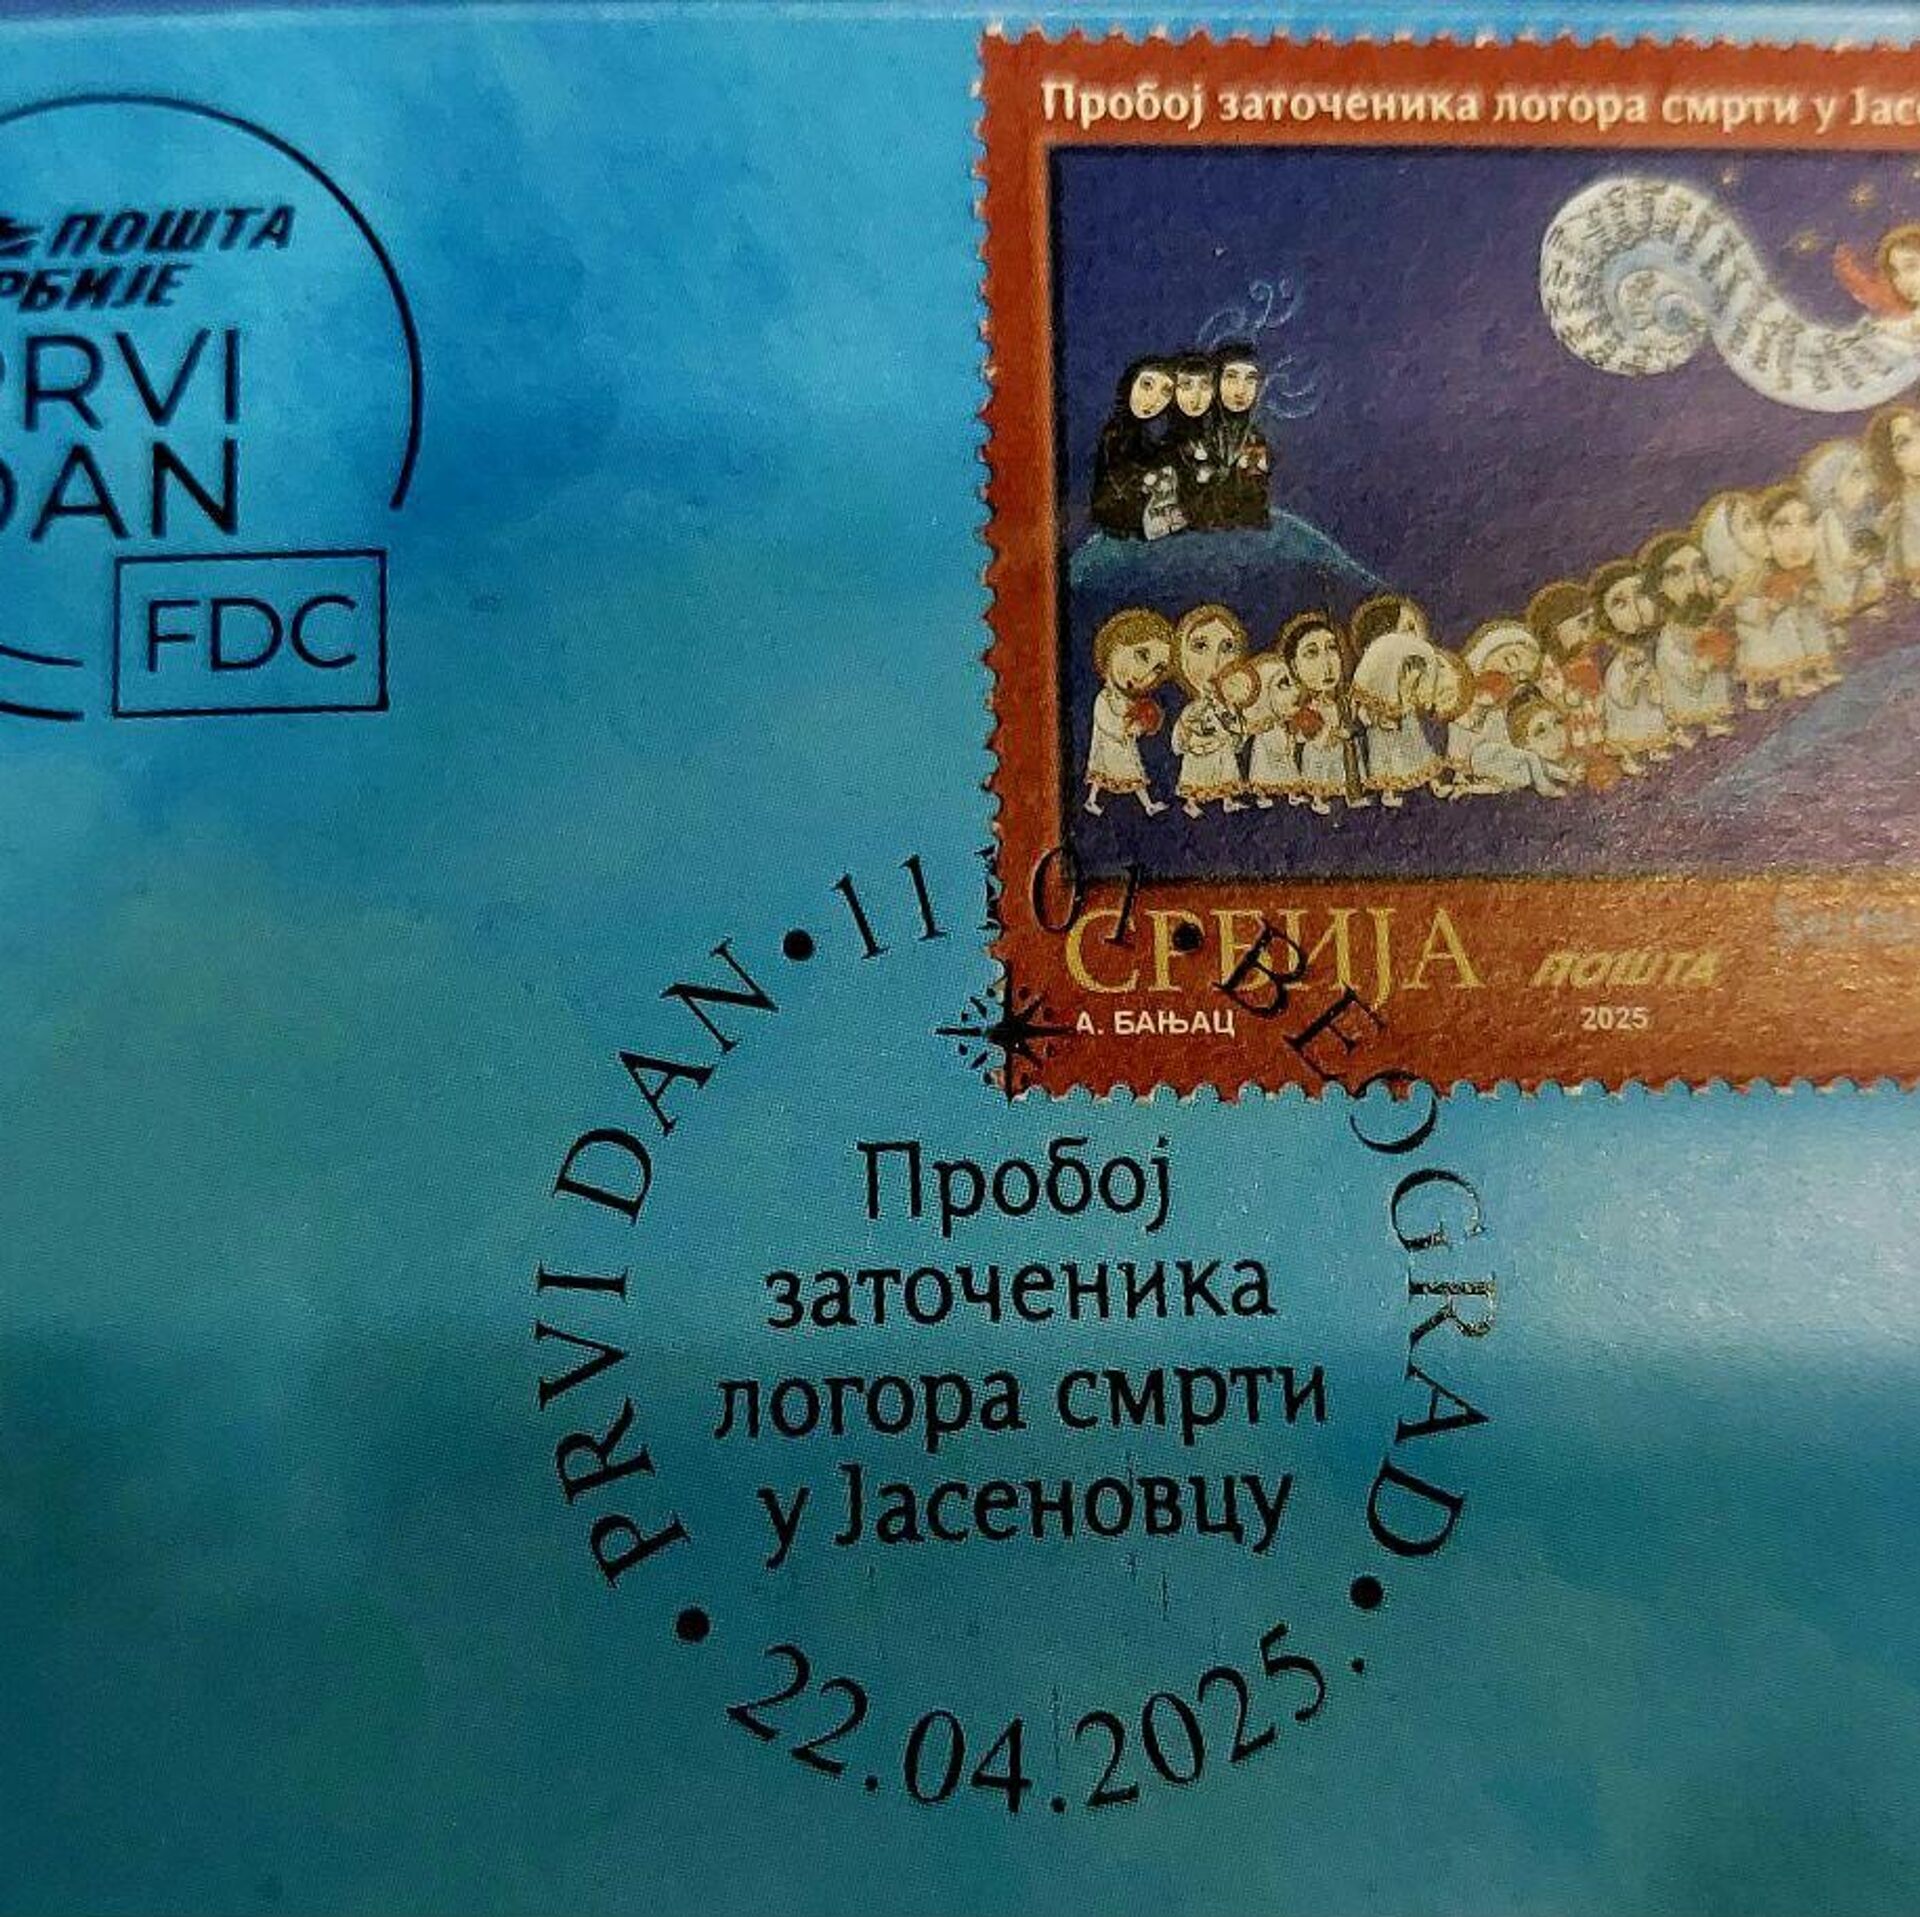 ПОШТА
РБИЈЕ
PRVI
DAN
FDC
Пробој заточеника логора смрти у Јасе
СРБИЈА ПОШТА
А. БАЊАЦ 2025
PRVI DAN • 11101 • BEOGRAD •
Пробој
заточеника
логора смрти
у Јасеновцу
22.04.2025.